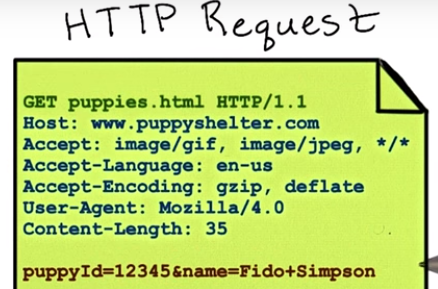 HTTP Request
GET puppies.html HTTP/1.1
Host: www.puppyshelter.com
Accept: image/gif, image/jpeg, */*
Accept-Language: en-us
Accept-Encoding: gzip, deflate
User-Agent: Mozilla/4.0
Content-Length: 35
puppyId=12345&name=Fido+Simpson